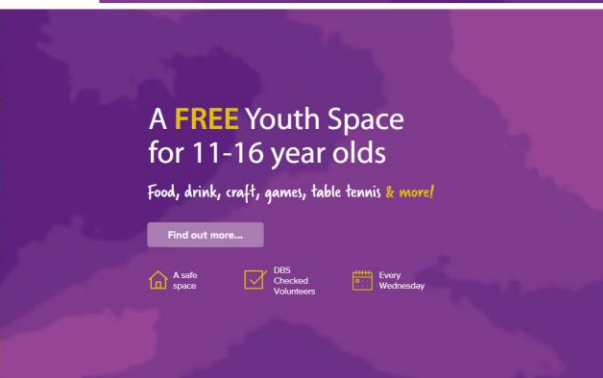 A FREE Youth Space
for 11-16 year olds
Food, drink, craft, games, table tennis & more!
Find out more...
A safe
space
DBS
Checked
Volunteers
Every
Wednesday